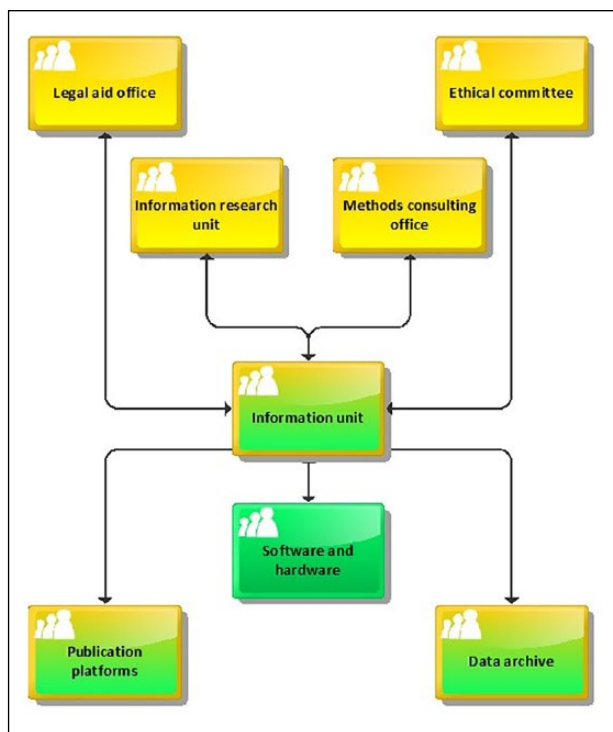 Legal aid office
Ethical committee
Information research
unit
Methods consulting
office
Information unit
Software and
hardware
Publication
platforms
Data archive